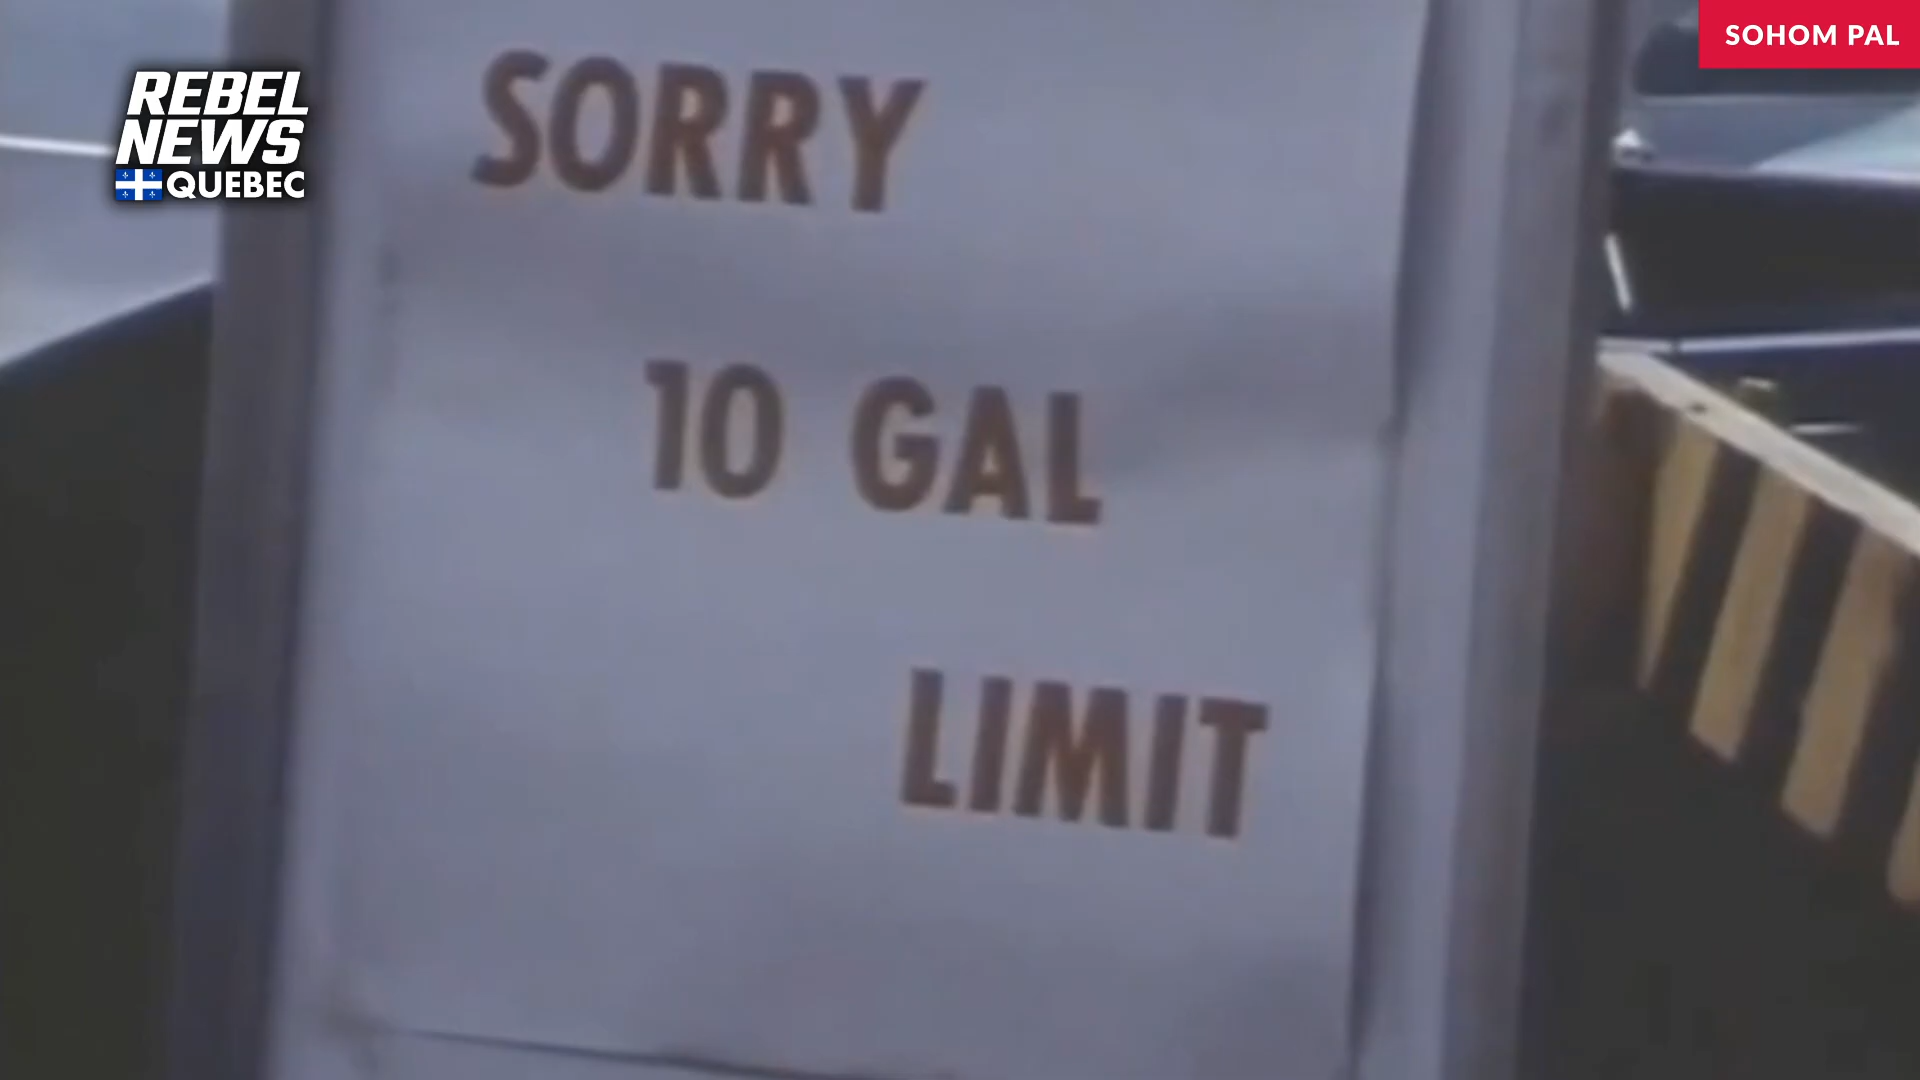 SOHOM PAL
REBEL
NEWS
QUEBEC
SORRY
10 GAL
LIMIT